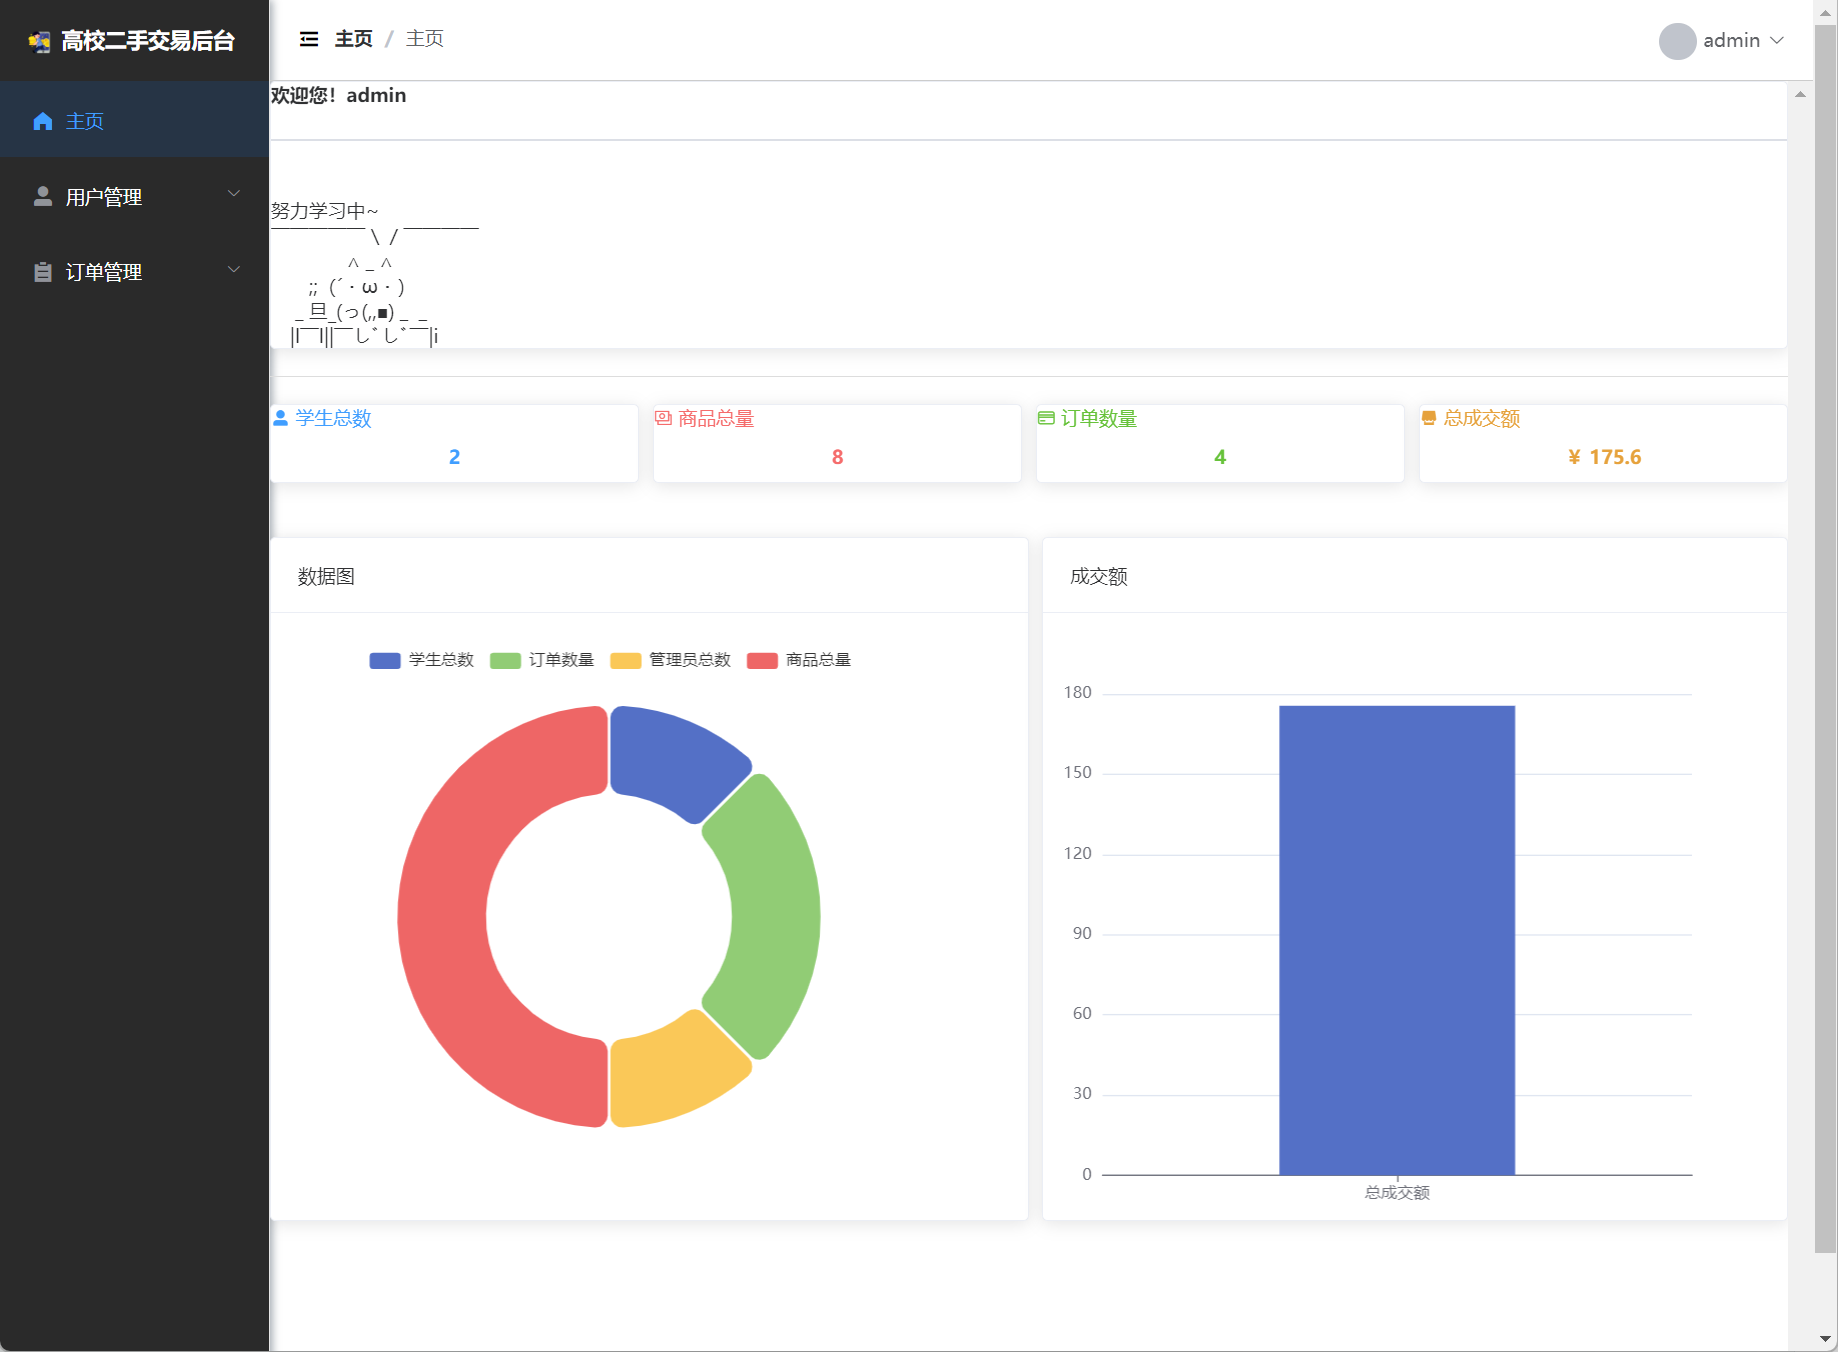 高校二手交易后台
主页 / 主页
admin
主页
用户管理
订单管理
欢迎您！admin
努力学习中~
￣￣￣￣￣ \ / ￣￣￣￣
^ _ ^
;; (´・ω・)
_ 旦_(っ(,,■) _ _
|l￣l||￣しﾞしﾞ￣|i
学生总数
2
商品总量
8
订单数量
4
总成交额
¥ 175.6
数据图
学生总数 订单数量 管理员总数 商品总量
成交额
180
150
120
90
60
30
0
总成交额